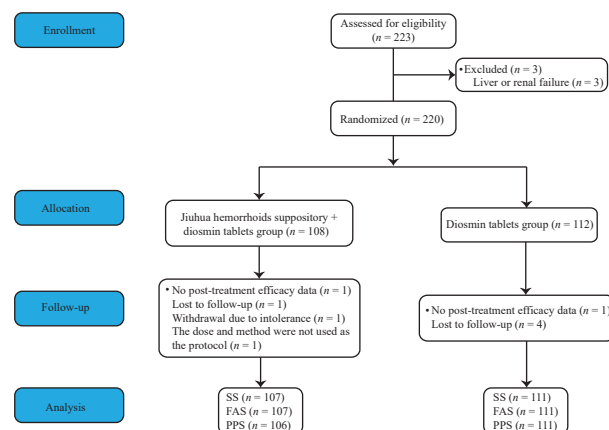 Enrollment
Assessed for eligibility
(n = 223)
•Excluded (n = 3)
Liver or renal failure (n = 3)
Randomized (n = 220)
Allocation
Jiuhua hemorrhoids suppository +
diosmin tablets group (n = 108)
Diosmin tablets group (n = 112)
Follow-up
• No post-treatment efficacy data (n = 1)
Lost to follow-up (n = 1)
Withdrawal due to intolerance (n = 1)
The dose and method were not used as
the protocol (n = 1)
• No post-treatment efficacy data (n = 1)
Lost to follow-up (n = 4)
Analysis
SS (n = 107)
FAS (n = 107)
PPS (n = 106)
SS (n = 111)
FAS (n = 111)
PPS (n = 111)